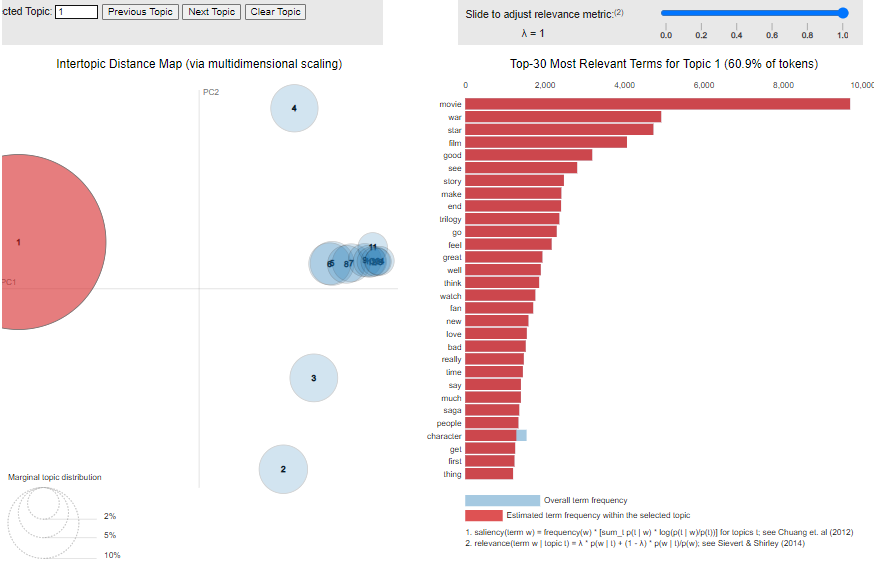 cted Topic: 1 Previous Topic Next Topic Clear Topic
Slide to adjust relevance metric:(2)
λ = 1
0.0 0.2 0.4 0.6 0.8 1.0
Intertopic Distance Map (via multidimensional scaling)
PC2
PC1
4
1
11
6
8 7
3
2
Marginal topic distribution
2%
5%
10%
Top-30 Most Relevant Terms for Topic 1 (60.9% of tokens)
0 2,000 4,000 6,000 8,000 10,000
movie
war
star
film
good
see
story
make
end
trilogy
go
feel
great
well
think
watch
fan
new
love
bad
really
time
say
much
saga
people
character
get
first
thing
Overall term frequency
Estimated term frequency within the selected topic
1. saliency(term w) = frequency(w) * [sum_t p(t | w) * log(p(t | w)/p(t))] for topics t; see Chuang et. al (2012)
2. relevance(term w | topic t) = λ * p(w | t) + (1 - λ) * p(w | t)/p(w); see Sievert & Shirley (2014)